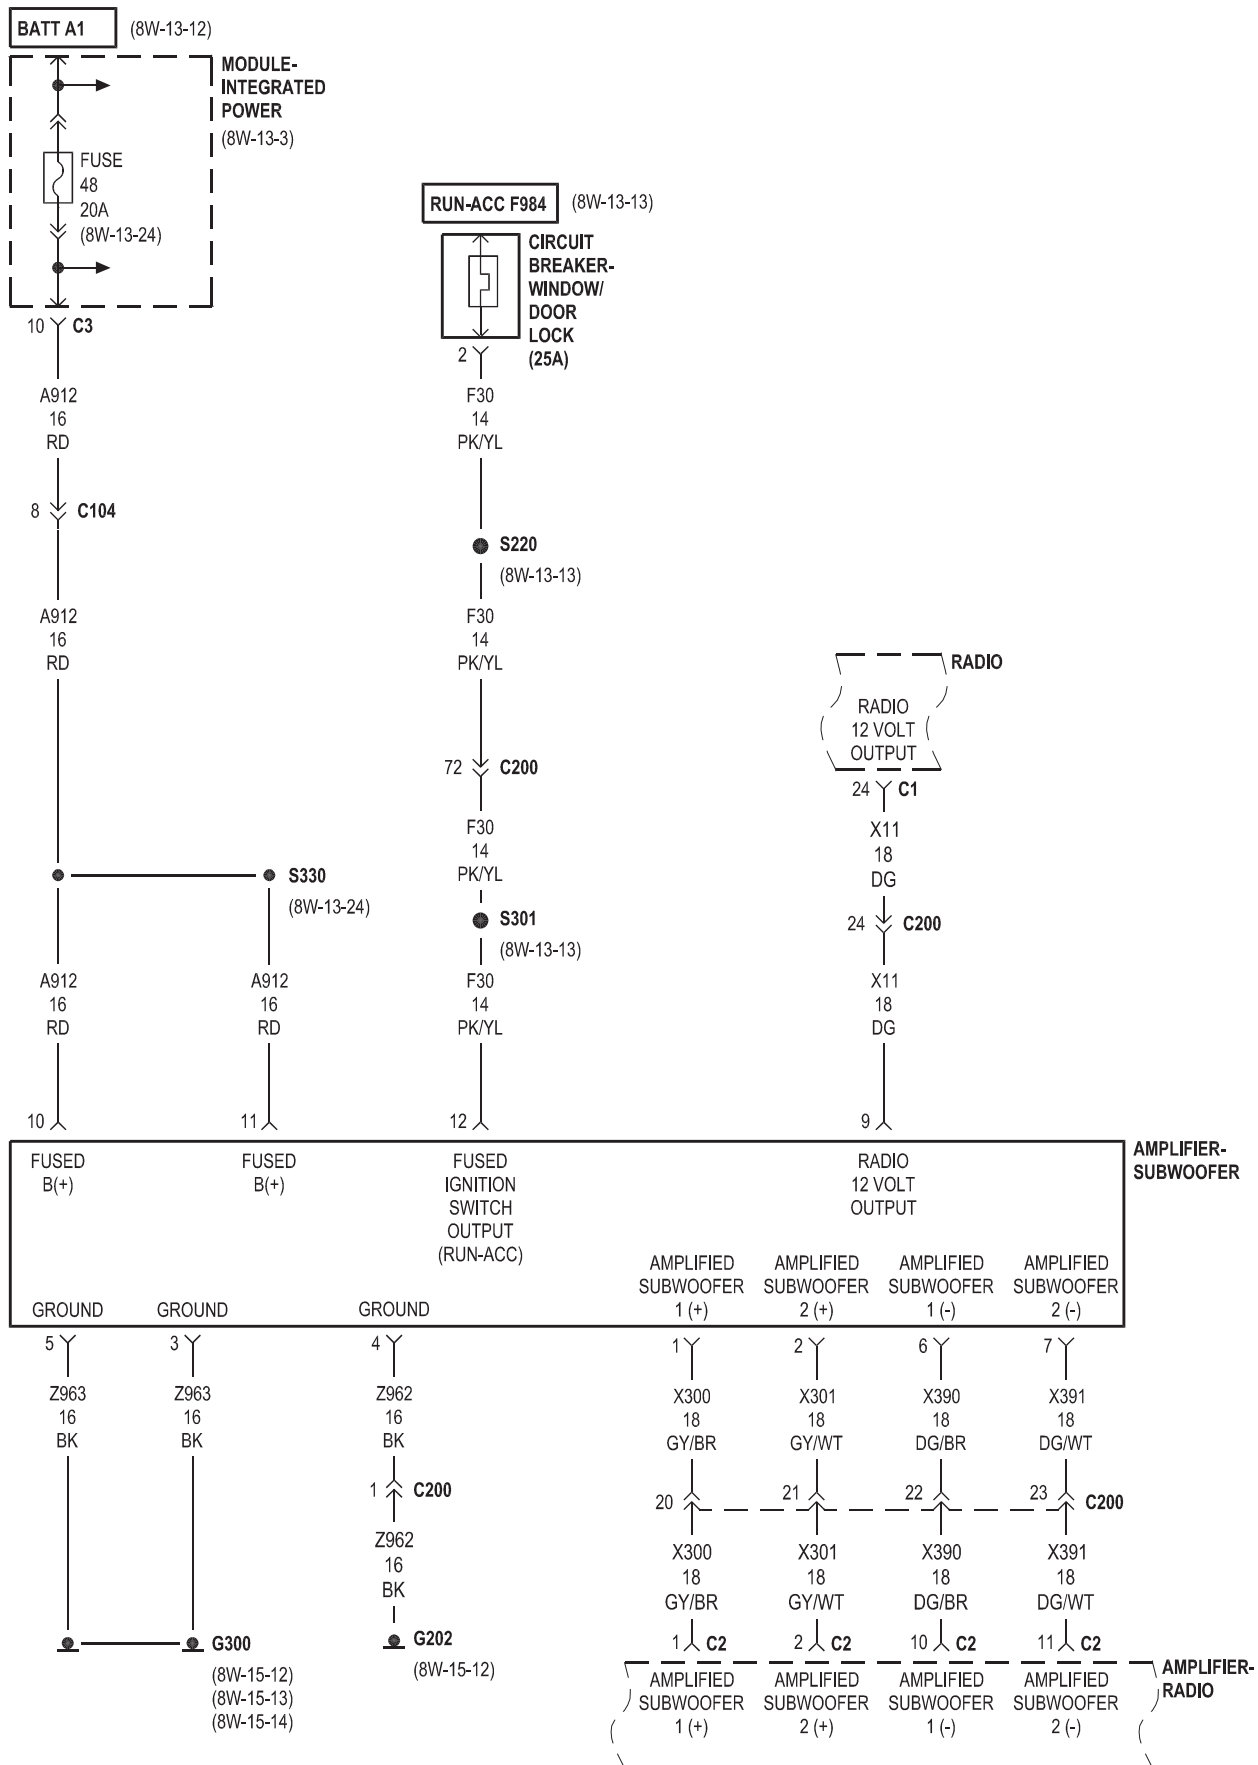 BATT A1 (8W-13-12)
MODULE-
INTEGRATED
POWER
(8W-13-3)
FUSE
48
20A
(8W-13-24)
RUN-ACC F984 (8W-13-13)
CIRCUIT
BREAKER-
WINDOW/
DOOR
LOCK
(25A)
10 C3
2
A912
16
RD
F30
14
PK/YL
8 C104
S220
(8W-13-13)
A912
16
RD
F30
14
PK/YL
RADIO
RADIO
12 VOLT
OUTPUT
72 C200
24 C1
F30
14
PK/YL
X11
18
DG
S330
(8W-13-24)
S301
(8W-13-13)
24 C200
A912
16
RD
A912
16
RD
F30
14
PK/YL
X11
18
DG
10 11 12 9
AMPLIFIER-
SUBWOOFER
FUSED
B(+)
FUSED
B(+)
FUSED
IGNITION
SWITCH
OUTPUT
(RUN-ACC)
RADIO
12 VOLT
OUTPUT
AMPLIFIED
SUBWOOFER
1 (+)
AMPLIFIED
SUBWOOFER
2 (+)
AMPLIFIED
SUBWOOFER
1 (-)
AMPLIFIED
SUBWOOFER
2 (-)
GROUND GROUND GROUND
5 3 4 1 2 6 7
Z963
16
BK
Z963
16
BK
Z962
16
BK
X300
18
GY/BR
X301
18
GY/WT
X390
18
DG/BR
X391
18
DG/WT
1 C200
20 21 22 23 C200
Z962
16
BK
X300
18
GY/BR
X301
18
GY/WT
X390
18
DG/BR
X391
18
DG/WT
G300
(8W-15-12)
(8W-15-13)
(8W-15-14)
G202
(8W-15-12)
1 C2 2 C2 10 C2 11 C2
AMPLIFIER-
RADIO
AMPLIFIED
SUBWOOFER
1 (+)
AMPLIFIED
SUBWOOFER
2 (+)
AMPLIFIED
SUBWOOFER
1 (-)
AMPLIFIED
SUBWOOFER
2 (-)